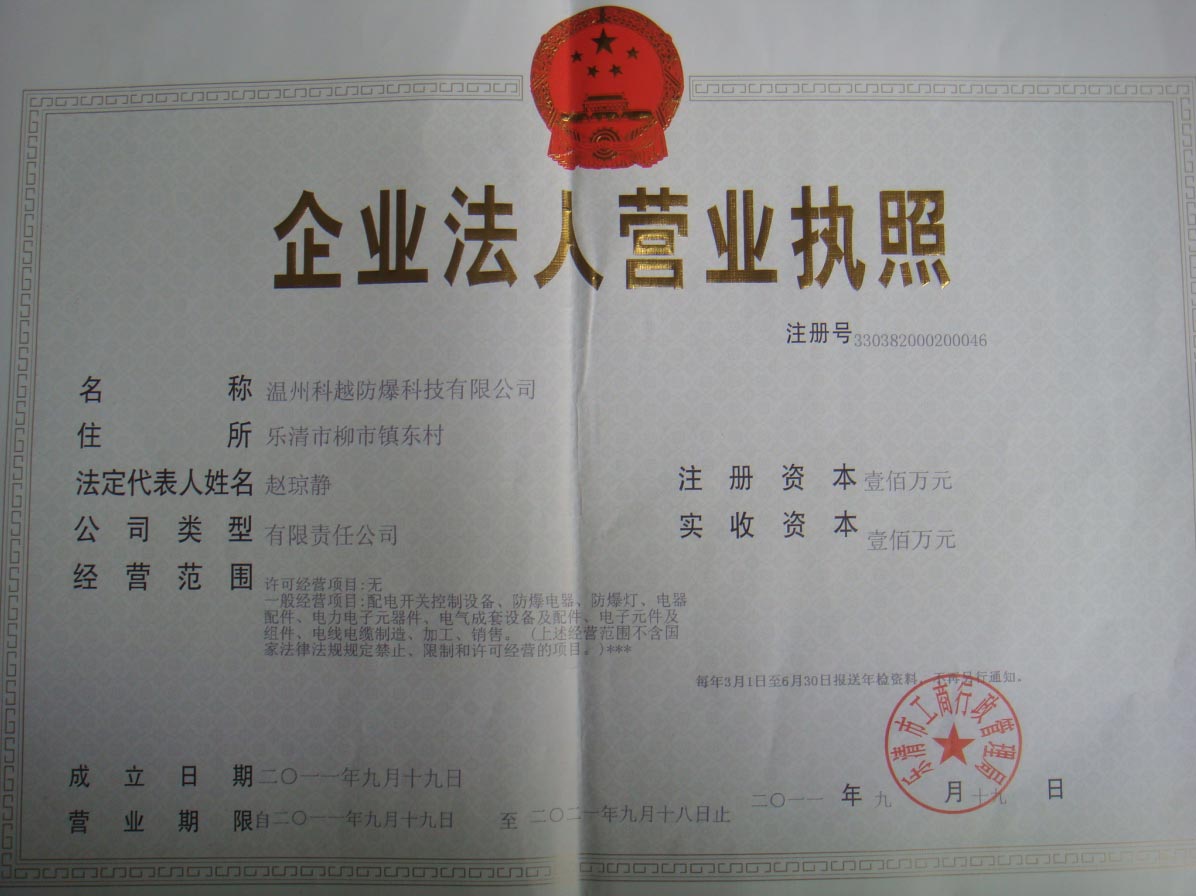 企业法人营业执照
注册号330382000200046
名称 温州科越防爆科技有限公司
住所 乐清市柳市镇东村
法定代表人姓名 赵琼静
注册资本 壹佰万元
公司类型 有限责任公司
实收资本 壹佰万元
经营范围 许可经营项目:无
一般经营项目:配电开关控制设备、防爆电器、防爆灯、电器
配件、电力电子元器件、电气成套设备及配件、电子元件及
组件、电线电缆制造、加工、销售。(上述经营范围不含国
家法律法规规定禁止、限制和许可经营的项目。)***
每年3月1日至6月30日报送年检资料,不再另行通知。
乐清市工商行政管理局
成立日期 二〇一一年九月十九日
二〇一一 年 九 月 十九 日
营业期限 自二〇一一年九月十九日 至 二〇二一年九月十八日止